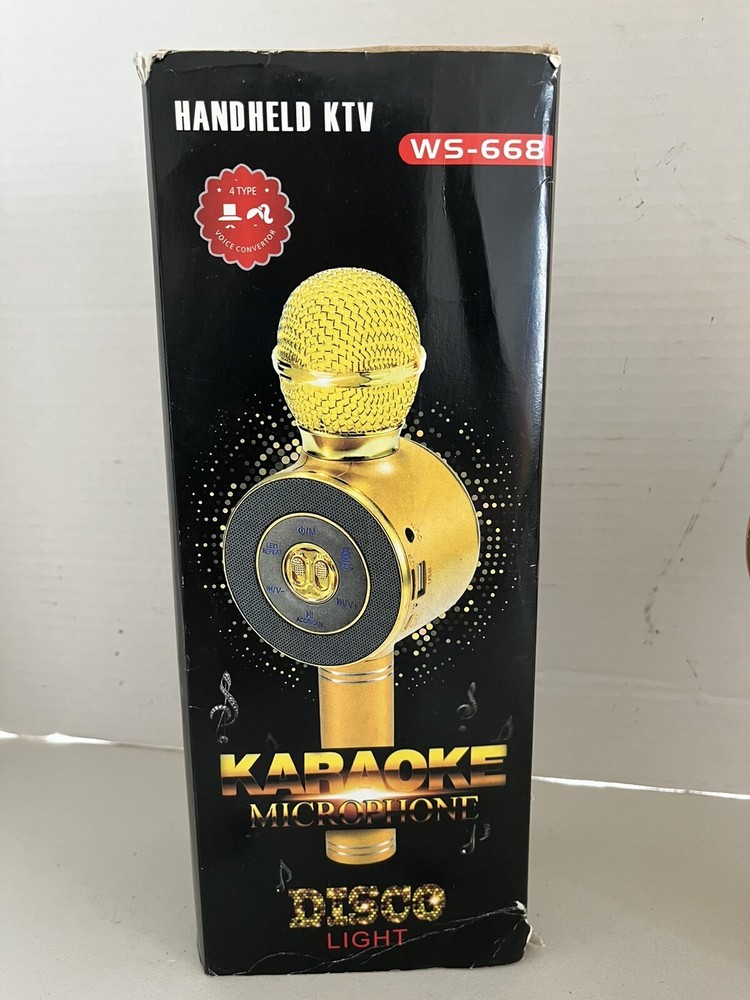 HANDHELD KTV
WS-668
4 TYPE
VOICE CONVERTOR
KARAOKE
MICROPHONE
DISCO
LIGHT